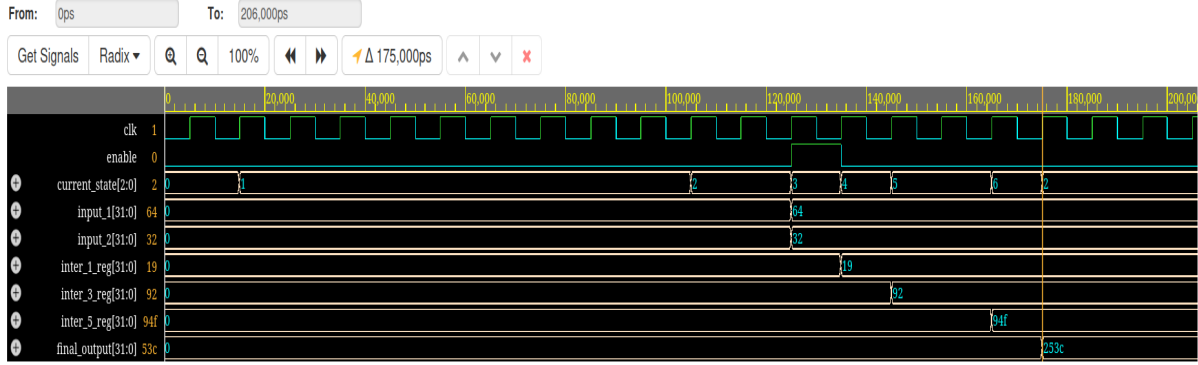 From: 0ps To: 206,000ps
Get Signals Radix 100% Δ 175,000ps
0 20,000 40,000 60,000 80,000 100,000 120,000 140,000 160,000 180,000 200,0
clk 1
enable 0
current_state[2:0] 2 0 1 2 3 4 5 6 2
input_1[31:0] 64 0 64
input_2[31:0] 32 0 32
inter_1_reg[31:0] 19 0 19
inter_3_reg[31:0] 92 0 92
inter_5_reg[31:0] 94f 0 94f
final_output[31:0] 53c 0 253c